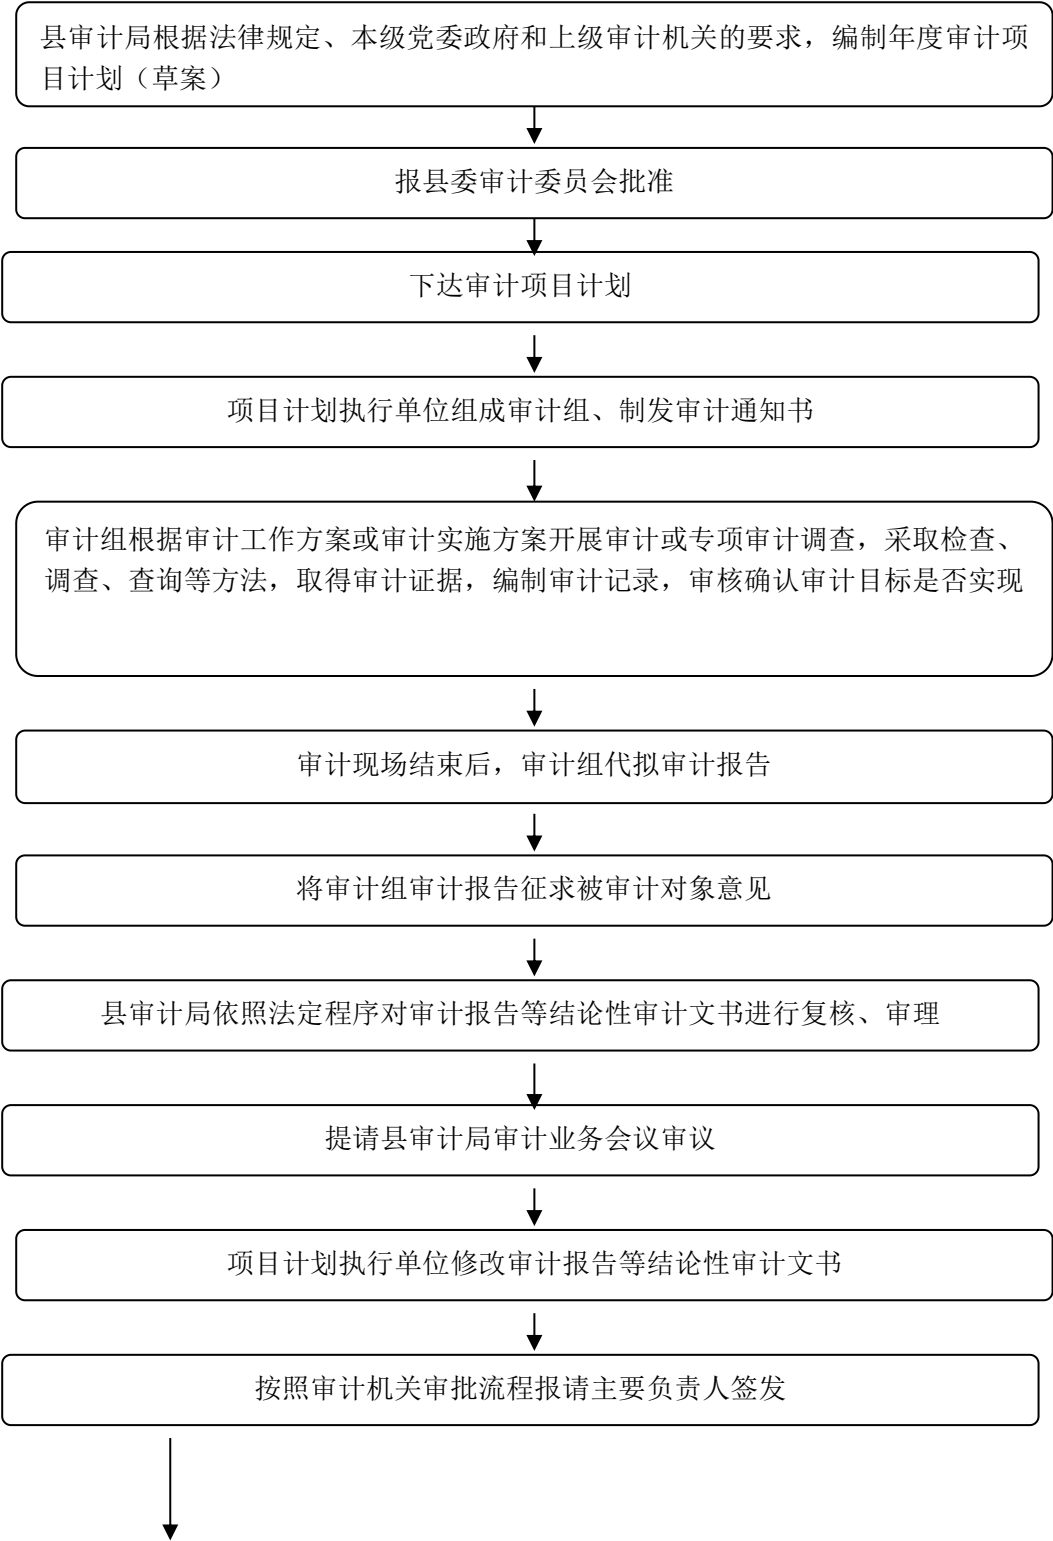 县审计局根据法律规定、本级党委政府和上级审计机关的要求，编制年度审计项
目计划（草案）
报县委审计委员会批准
下达审计项目计划
项目计划执行单位组成审计组、制发审计通知书
审计组根据审计工作方案或审计实施方案开展审计或专项审计调查，采取检查、
调查、查询等方法，取得审计证据，编制审计记录，审核确认审计目标是否实现
审计现场结束后，审计组代拟审计报告
将审计组审计报告征求被审计对象意见
县审计局依照法定程序对审计报告等结论性审计文书进行复核、审理
提请县审计局审计业务会议审议
项目计划执行单位修改审计报告等结论性审计文书
按照审计机关审批流程报请主要负责人签发